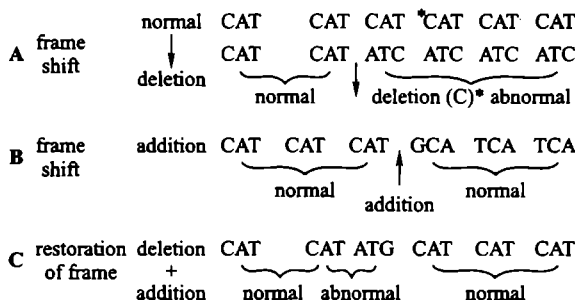 normal CAT CAT CAT *CAT CAT CAT
A frame shift deletion CAT CAT ATC ATC ATC ATC
normal deletion (C)* abnormal
B frame shift addition CAT CAT CAT GCA TCA TCA
normal normal
addition
C restoration of frame deletion + addition CAT CAT ATG CAT CAT CAT
normal abnormal normal